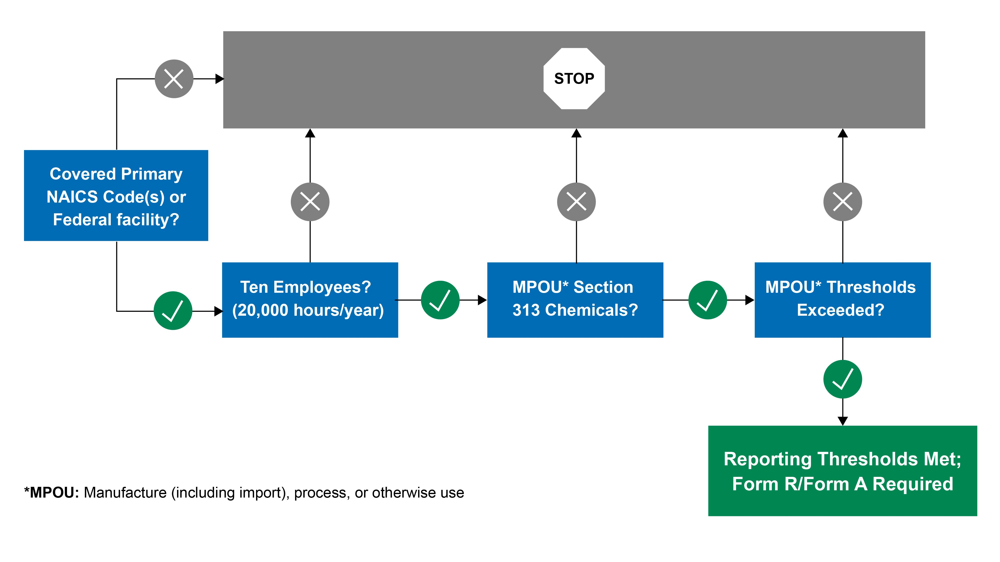 STOP
Covered Primary
NAICS Code(s) or
Federal facility?
Ten Employees?
(20,000 hours/year)
MPOU* Section
313 Chemicals?
MPOU* Thresholds
Exceeded?
Reporting Thresholds Met;
Form R/Form A Required
*MPOU: Manufacture (including import), process, or otherwise use